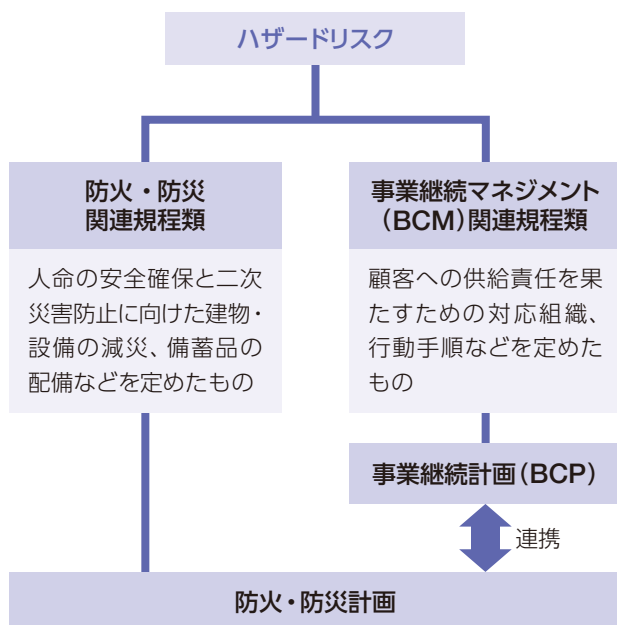 ハザードリスク
防火・防災
関連規程類
人命の安全確保と二次
災害防止に向けた建物・
設備の減災、備蓄品の
配備などを定めたもの
事業継続マネジメント
（BCM）関連規程類
顧客への供給責任を果
たすための対応組織、
行動手順などを定めた
もの
事業継続計画（BCP）
連携
防火・防災計画